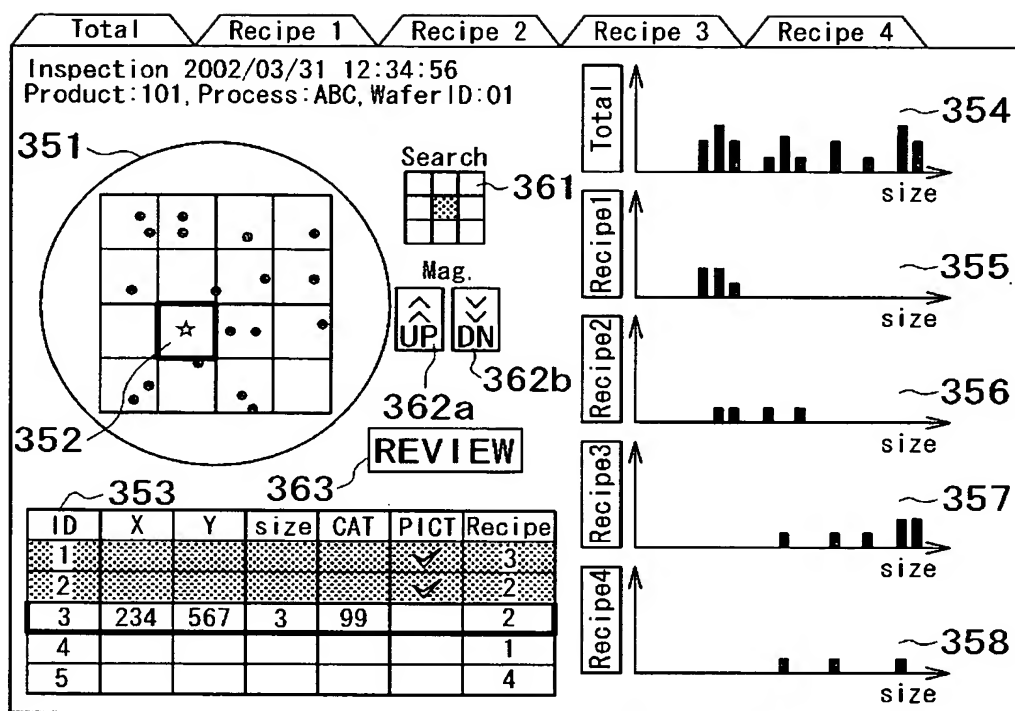 Total Recipe 1 Recipe 2 Recipe 3 Recipe 4
Inspection 2002/03/31 12:34:56
Product:101, Process:ABC, WaferID:01
351
Search
361
Mag.
UP DN
362a
362b
352
REVIEW
363
353
ID X Y size CAT PICT Recipe
1 3
2 2
3 234 567 3 99 2
4 1
5 4
Total
354
size
Recipe1
355
size
Recipe2
356
size
Recipe3
357
size
Recipe4
358
size